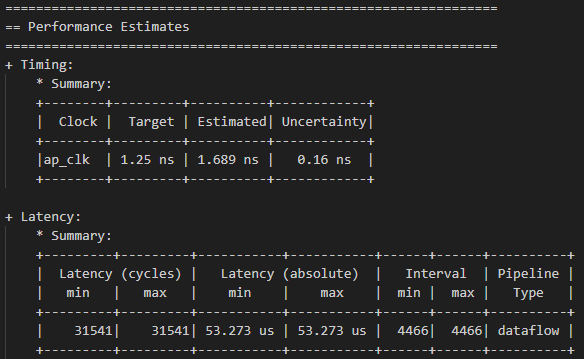 ================================================================
== Performance Estimates
================================================================
+ Timing:
    * Summary:
    +--------+---------+----------+------------+
    |  Clock |  Target | Estimated| Uncertainty|
    +--------+---------+----------+------------+
    |ap_clk  | 1.25 ns | 1.689 ns |   0.16 ns  |
    +--------+---------+----------+------------+
+ Latency:
    * Summary:
    +---------+---------+-----------+-----------+------+------+----------+
    |  Latency (cycles) |  Latency (absolute)  |   Interval  | Pipeline |
    |   min   |   max   |    min    |    max    |  min |  max |   Type   |
    +---------+---------+-----------+-----------+------+------+----------+
    |    31541|    31541| 53.273 us | 53.273 us |  4466|  4466| dataflow |
    +---------+---------+-----------+-----------+------+------+----------+